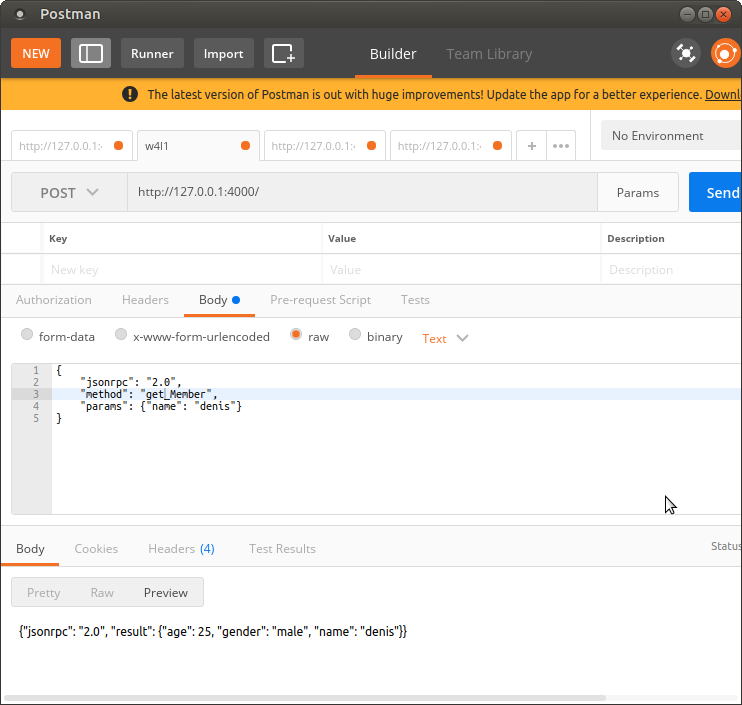 Postman
NEW Runner Import Builder Team Library
The latest version of Postman is out with huge improvements! Update the app for a better experience. Downl
http://127.0.0.1: w4l1 http://127.0.0.1: http://127.0.0.1: + ••• No Environment
POST http://127.0.0.1:4000/ Params Send
Key Value Description
New key Value Description
Authorization Headers Body Pre-request Script Tests
form-data x-www-form-urlencoded raw binary Text
1 {
2 "jsonrpc": "2.0",
3 "method": "get_Member",
4 "params": {"name": "denis"}
5 }
Body Cookies Headers (4) Test Results Status
Pretty Raw Preview
{"jsonrpc": "2.0", "result": {"age": 25, "gender": "male", "name": "denis"}}